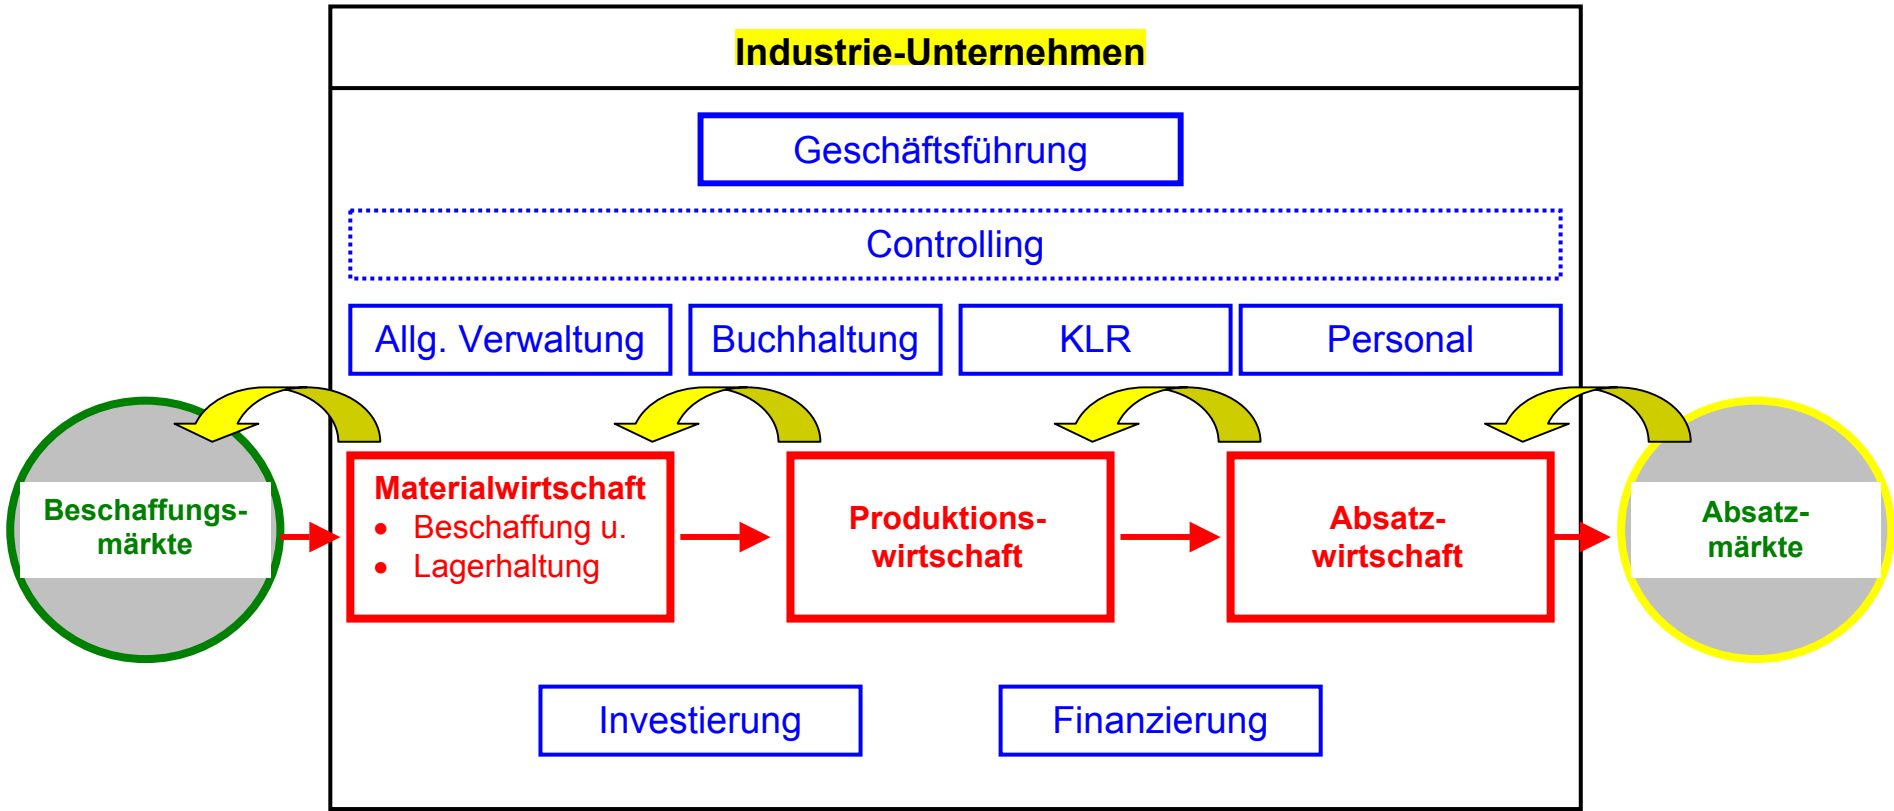 Industrie-Unternehmen
Geschäftsführung
Controlling
Allg. Verwaltung
Buchhaltung
KLR
Personal
Beschaffungs-
märkte
Materialwirtschaft
• Beschaffung u.
• Lagerhaltung
Produktions-
wirtschaft
Absatz-
wirtschaft
Absatz-
märkte
Investierung
Finanzierung